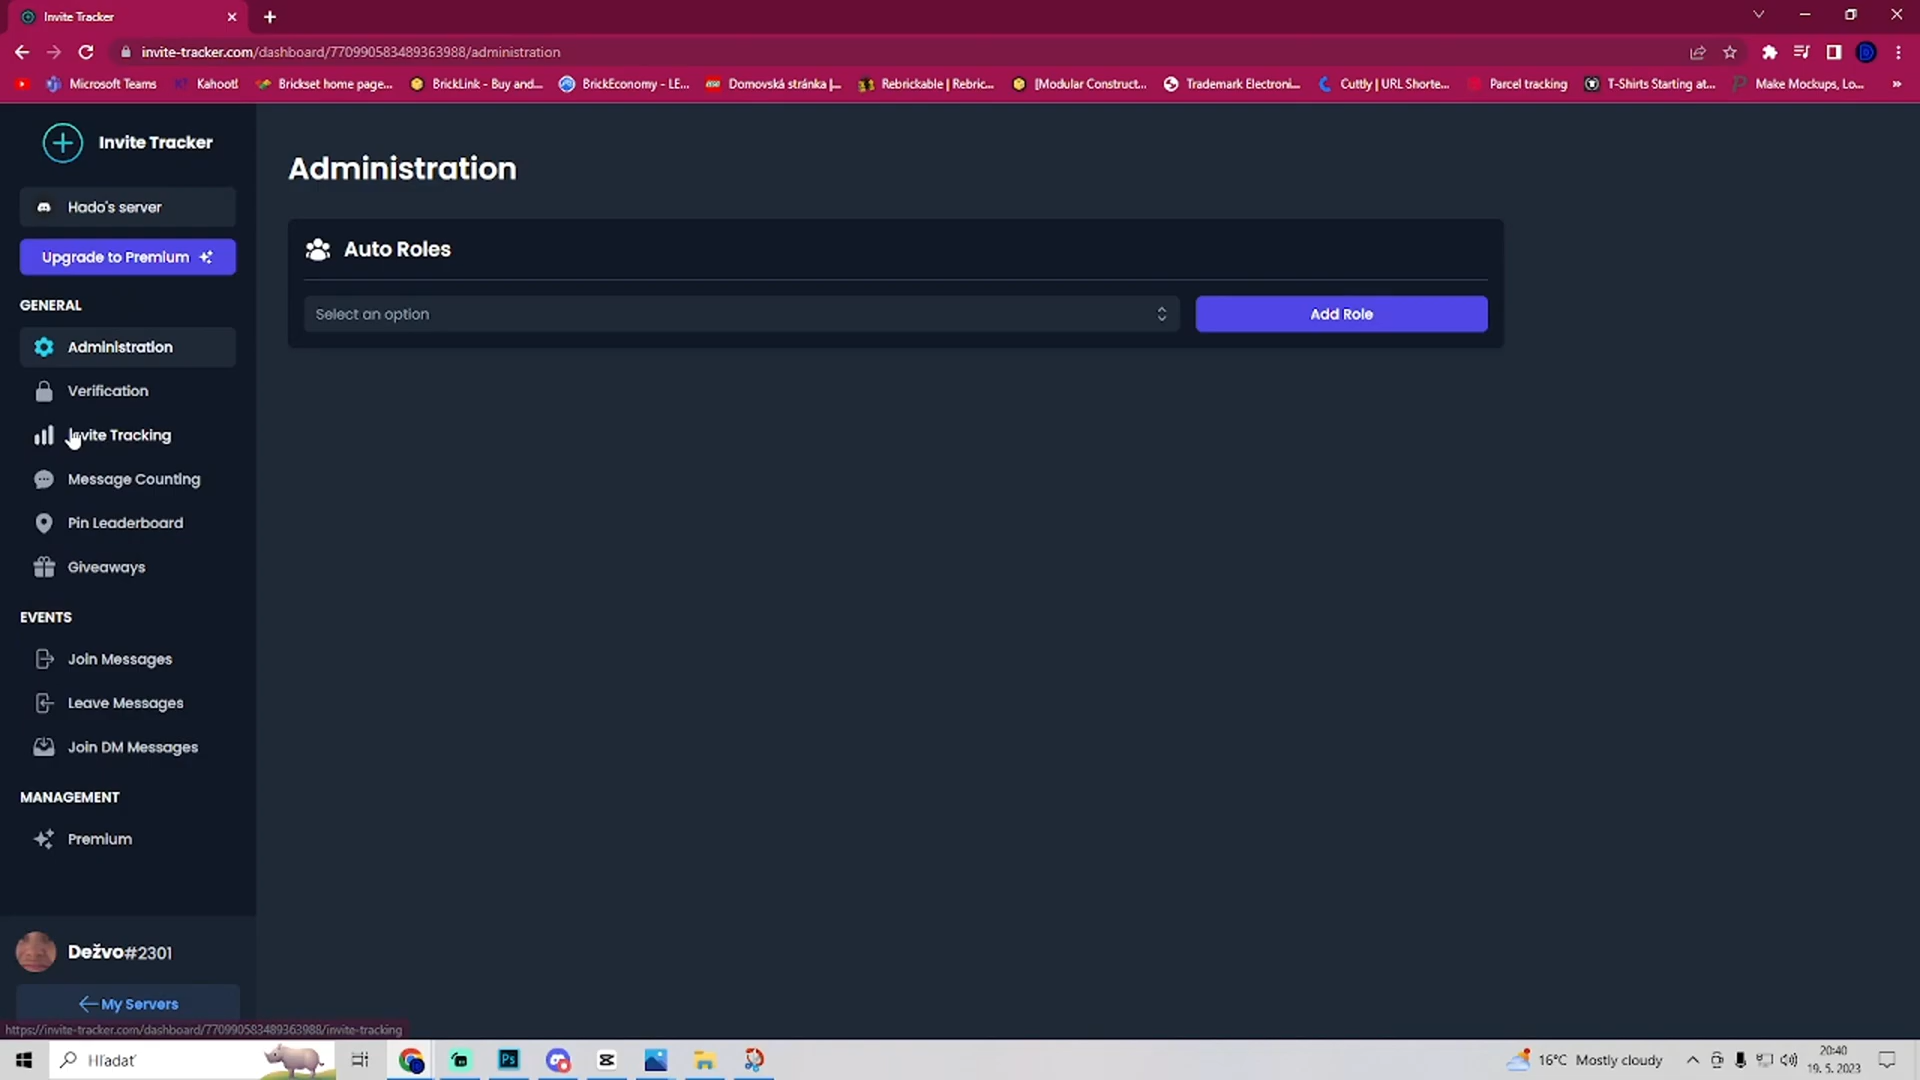 Invite Tracker
invite-tracker.com/dashboard/770990583489363988/administration
Microsoft Teams
Kahoot!
Brickset home page...
BrickLink - Buy and...
BrickEconomy - LE...
Domovská stránka |...
Rebrickable | Rebric...
[Modular Construct...
Trademark Electroni...
Cuttly | URL Shorte...
Parcel tracking
T-Shirts Starting at...
Make Mockups, Lo...
Invite Tracker
Hado's server
Upgrade to Premium
GENERAL
Administration
Verification
Invite Tracking
Message Counting
Pin Leaderboard
Giveaways
EVENTS
Join Messages
Leave Messages
Join DM Messages
MANAGEMENT
Premium
Dežvo#2301
My Servers
Administration
Auto Roles
Select an option
Add Role
https://invite-tracker.com/dashboard/770990583489363988/invite-tracking
Hľadať
Ps
16°C Mostly cloudy
20:40
19. 5. 2023